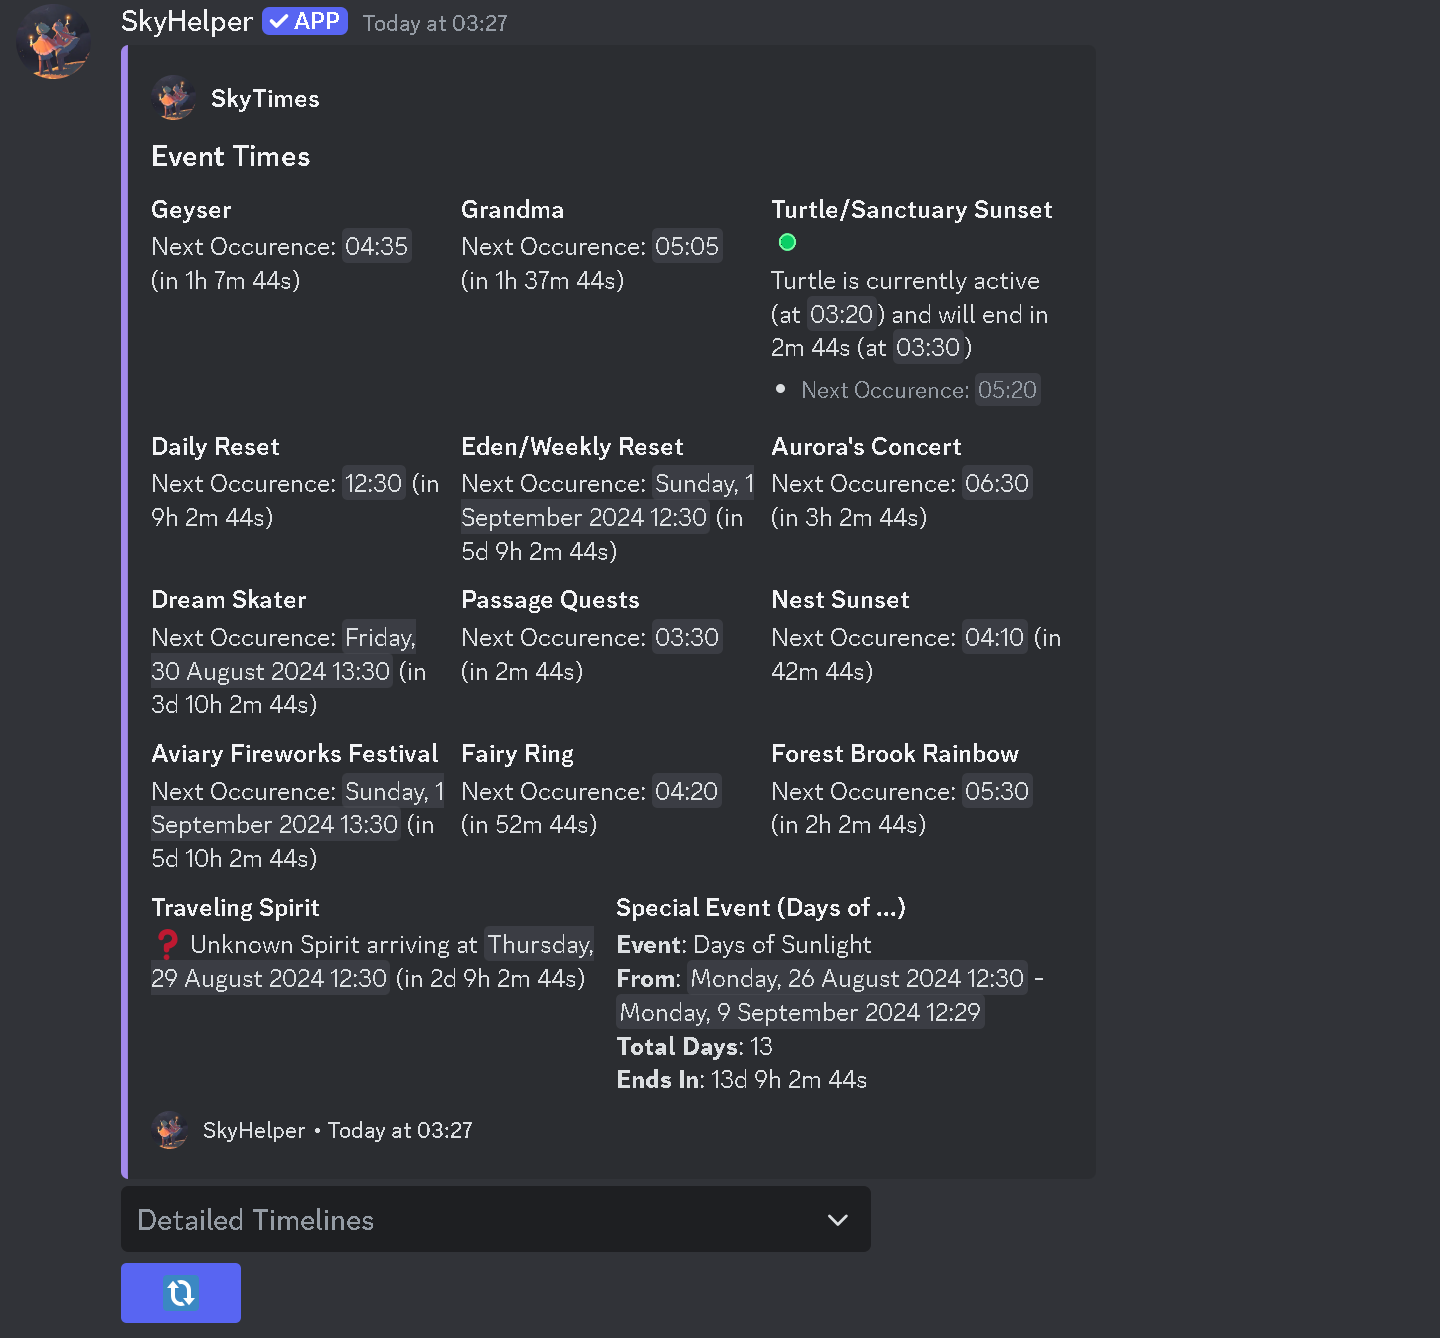 SkyHelper ✓ APP Today at 03:27
SkyTimes
Event Times
Geyser
Next Occurence: 04:35
(in 1h 7m 44s)
Grandma
Next Occurence: 05:05
(in 1h 37m 44s)
Turtle/Sanctuary Sunset
Turtle is currently active
(at 03:20) and will end in
2m 44s (at 03:30)
• Next Occurence: 05:20
Daily Reset
Next Occurence: 12:30 (in
9h 2m 44s)
Eden/Weekly Reset
Next Occurence: Sunday, 1
September 2024 12:30 (in
5d 9h 2m 44s)
Aurora's Concert
Next Occurence: 06:30
(in 3h 2m 44s)
Dream Skater
Next Occurence: Friday,
30 August 2024 13:30 (in
3d 10h 2m 44s)
Passage Quests
Next Occurence: 03:30
(in 2m 44s)
Nest Sunset
Next Occurence: 04:10 (in
42m 44s)
Aviary Fireworks Festival
Next Occurence: Sunday, 1
September 2024 13:30 (in
5d 10h 2m 44s)
Fairy Ring
Next Occurence: 04:20
(in 52m 44s)
Forest Brook Rainbow
Next Occurence: 05:30
(in 2h 2m 44s)
Traveling Spirit
❓ Unknown Spirit arriving at Thursday,
29 August 2024 12:30 (in 2d 9h 2m 44s)
Special Event (Days of ...)
Event: Days of Sunlight
From: Monday, 26 August 2024 12:30 -
Monday, 9 September 2024 12:29
Total Days: 13
Ends In: 13d 9h 2m 44s
SkyHelper • Today at 03:27
Detailed Timelines